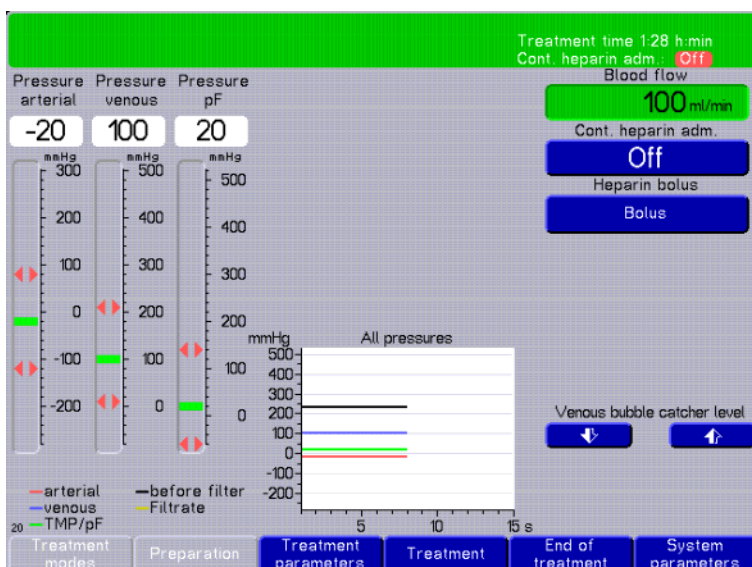 Treatment time 1:28 h:min
Cont. heparin adm.: Off
Pressure arterial
Pressure venous
Pressure pF
-20
100
20
mmHg
300
200
100
0
-100
-200
mmHg
500
400
300
200
100
0
mmHg
500
400
300
200
100
0
Blood flow
100 ml/min
Cont. heparin adm.
Off
Heparin bolus
Bolus
mmHg
All pressures
500
400
300
200
100
0
-100
-200
5
10
15 s
Venous bubble catcher level
arterial
before filter
venous
Filtrate
TMP/pF
20
Treatment modes
Preparation
Treatment parameters
Treatment
End of treatment
System parameters